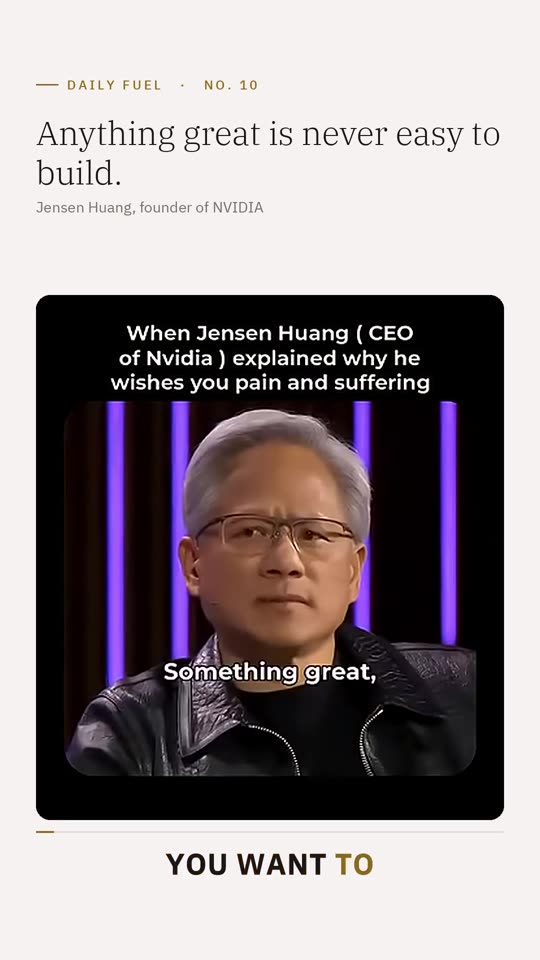 DAILY FUEL · NO. 10
Anything great is never easy to
build.
Jensen Huang, founder of NVIDIA
When Jensen Huang ( CEO
of Nvidia ) explained why he
wishes you pain and suffering
Something great,
YOU WANT TO